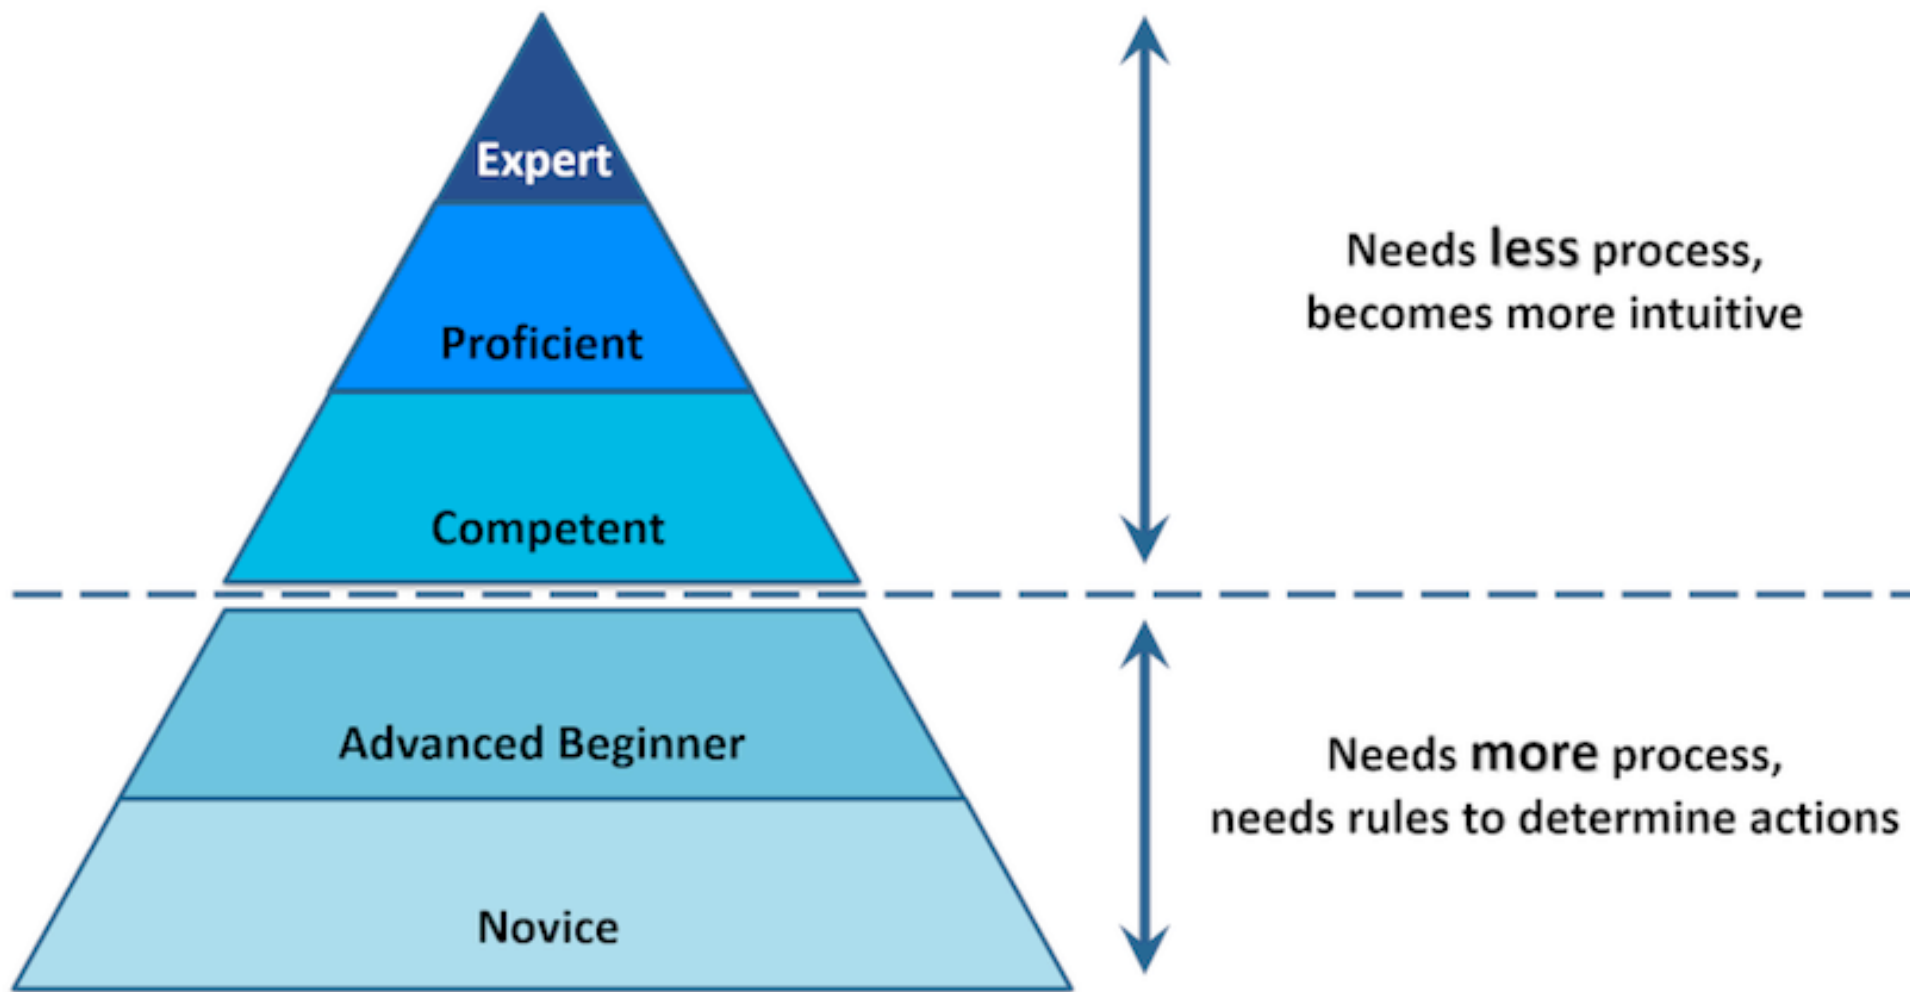 Expert
Proficient
Competent
Advanced Beginner
Novice
Needs less process,
becomes more intuitive
Needs more process,
needs rules to determine actions